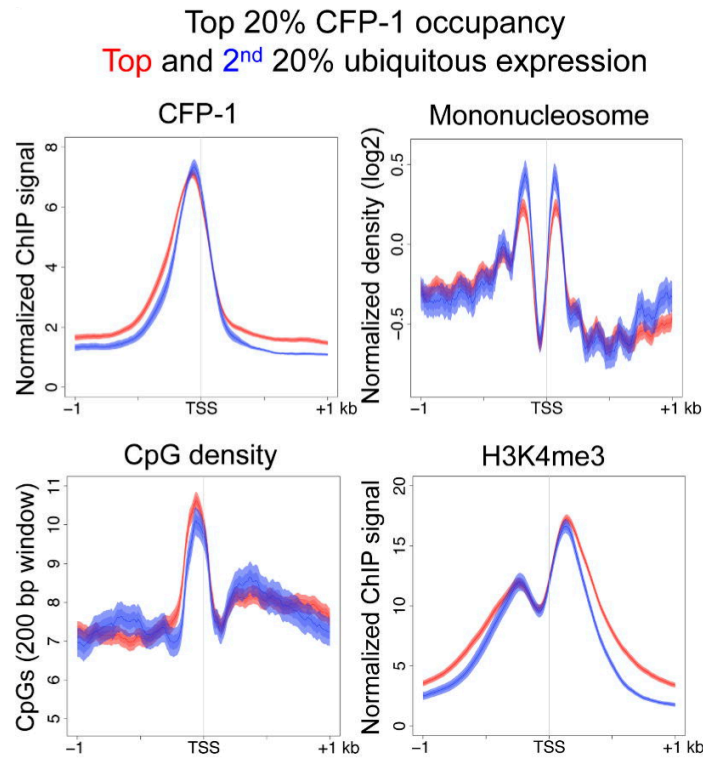 Top 20% CFP-1 occupancy
Top and 2nd 20% ubiquitous expression
CFP-1
Normalized ChIP signal
8
6
4
2
0
−1
TSS
+1 kb
Mononucleosome
Normalized density (log2)
0.5
0.0
−0.5
−1
TSS
+1 kb
CpG density
CpGs (200 bp window)
11
10
9
8
7
6
5
−1
TSS
+1 kb
H3K4me3
Normalized ChIP signal
20
15
10
5
0
−1
TSS
+1 kb